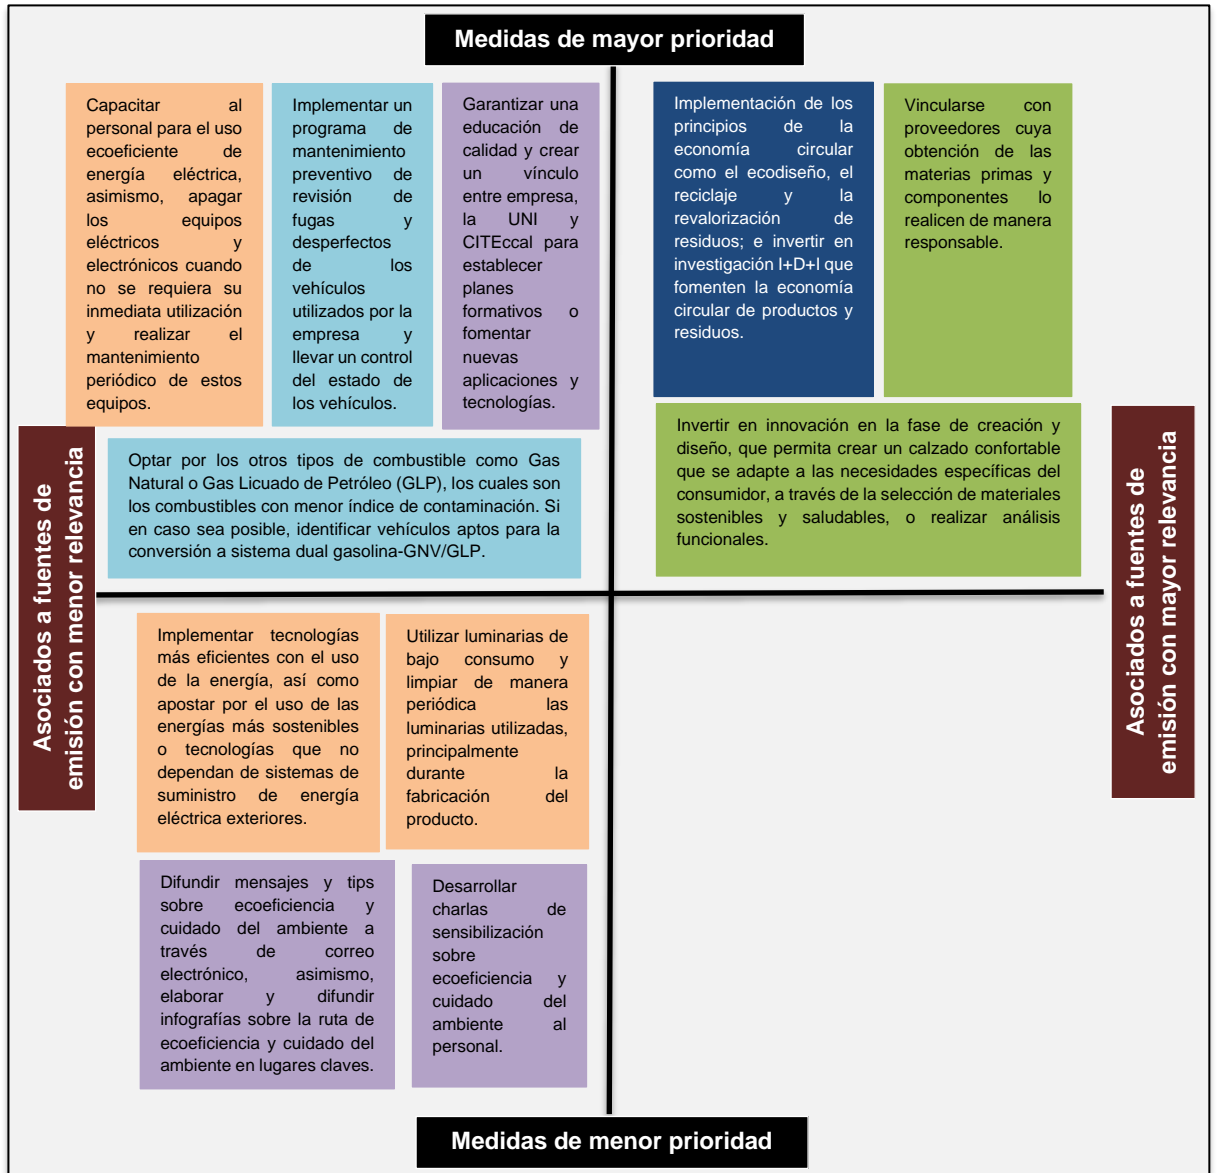 Medidas de mayor prioridad
Capacitar al
personal para el uso
ecoeficiente de
energía eléctrica,
asimismo, apagar
los equipos
eléctricos y
electrónicos cuando
no se requiera su
inmediata utilización
y realizar el
mantenimiento
periódico de estos
equipos.
Implementar un
programa de
mantenimiento
preventivo de
revisión de
fugas y
desperfectos
de los
vehículos
utilizados por la
empresa y
llevar un control
del estado de
los vehículos.
Garantizar una
educación de
calidad y crear
un vínculo
entre empresa,
la UNI y
CITEccal para
establecer
planes
formativos o
fomentar
nuevas
aplicaciones y
tecnologías.
Implementación de los
principios de la
economía circular
como el ecodiseño, el
reciclaje y la
revalorización de
residuos; e invertir en
investigación I+D+I que
fomenten la economía
circular de productos y
residuos.
Vincularse con
proveedores cuya
obtención de las
materias primas y
componentes lo
realicen de manera
responsable.
Optar por los otros tipos de combustible como Gas
Natural o Gas Licuado de Petróleo (GLP), los cuales son
los combustibles con menor índice de contaminación. Si
en caso sea posible, identificar vehículos aptos para la
conversión a sistema dual gasolina-GNV/GLP.
Invertir en innovación en la fase de creación y
diseño, que permita crear un calzado confortable
que se adapte a las necesidades específicas del
consumidor, a través de la selección de materiales
sostenibles y saludables, o realizar análisis
funcionales.
Asociados a fuentes de
emisión con menor relevancia
Asociados a fuentes de
emisión con mayor relevancia
Implementar tecnologías
más eficientes con el uso
de la energía, así como
apostar por el uso de las
energías más sostenibles
o tecnologías que no
dependan de sistemas de
suministro de energía
eléctrica exteriores.
Utilizar luminarias de
bajo consumo y
limpiar de manera
periódica las
luminarias utilizadas,
principalmente
durante la
fabricación del
producto.
Difundir mensajes y tips
sobre ecoeficiencia y
cuidado del ambiente a
través de correo
electrónico, asimismo,
elaborar y difundir
infografías sobre la ruta de
ecoeficiencia y cuidado del
ambiente en lugares claves.
Desarrollar
charlas de
sensibilización
sobre
ecoeficiencia y
cuidado del
ambiente al
personal.
Medidas de menor prioridad